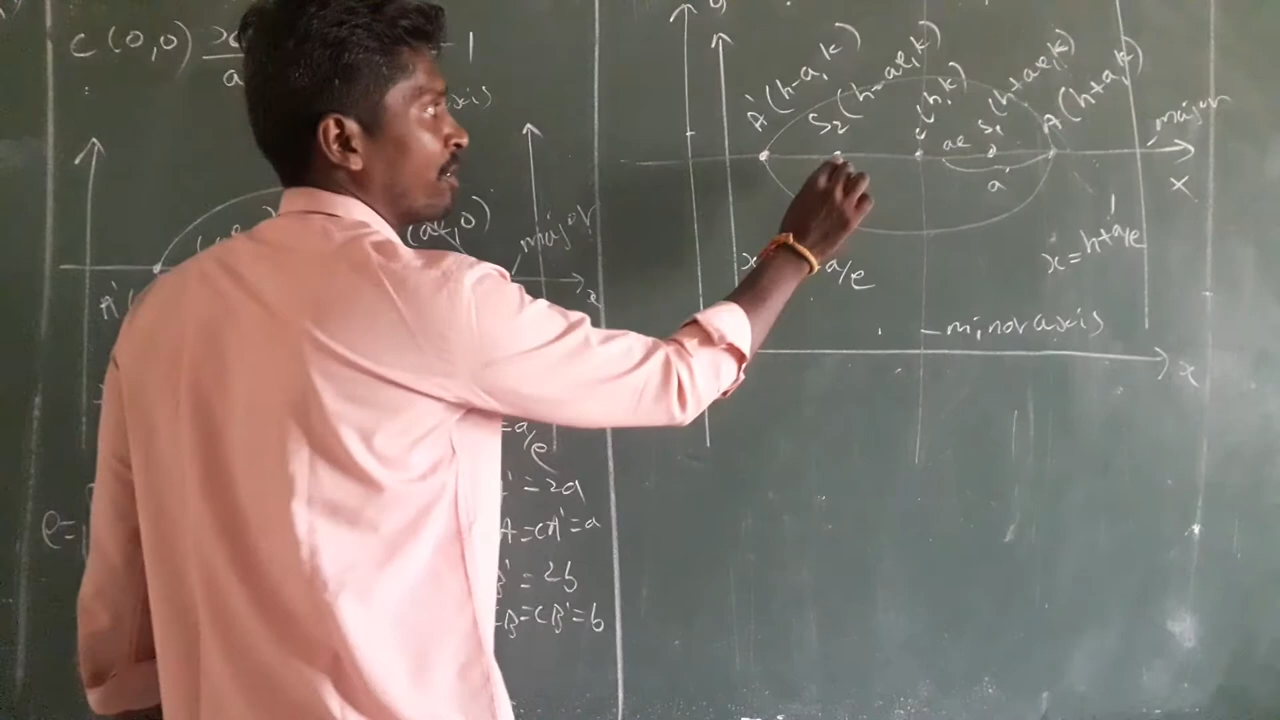 C (0,0) x
a
-1
axis
(ae,0)
major
x
A'(
=a/e
e=
'=2a
A=CA'=a
B'=2b
CB=CB'=b
y
A'(h-a,k)
S2(h-ae,k)
C(h,k)
S1(h+ae,k)
A(h+a,k)
major
ae
a
X
x=h+a/e
x
a/e
-minor axis
x